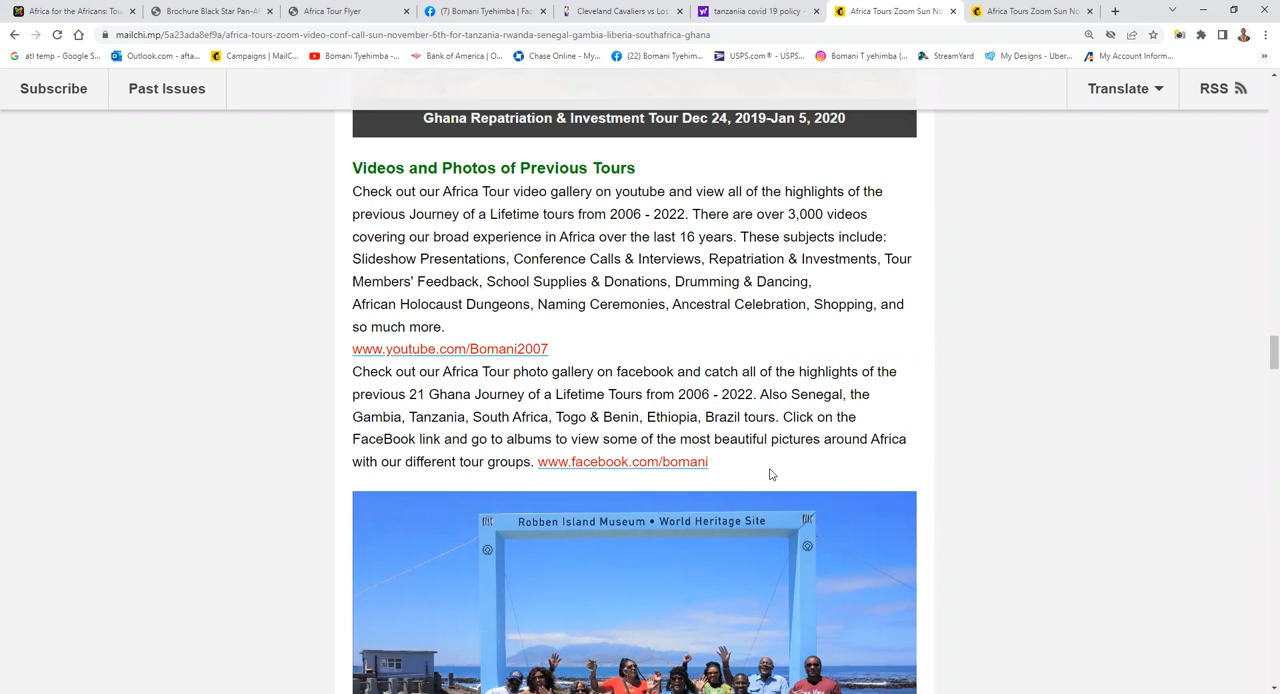 Africa for the Africans: Tou
Brochure Black Star Pan-A
Africa Tour Flyer
(7) Bomani Tyehimba | Fac
Cleveland Cavaliers vs Los
tanzaniia covid 19 policy -
Africa Tours Zoom Sun No
Africa Tours Zoom Sun No
mailchi.mp/5a23ada8ef9a/africa-tours-zoom-video-conf-call-sun-november-6th-for-tanzania-rwanda-senegal-gambia-liberia-southafrica-ghana
atl temp - Google S...
Outlook.com - afta...
Campaigns | MailC...
Bomani Tyehimba -...
Bank of America | O...
Chase Online - My...
(22) Bomani Tyehim...
USPS.com® - USPS...
Bomani T yehimba (...
StreamYard
My Designs - Uber...
My Account Inform...
Subscribe
Past Issues
Translate
RSS
Ghana Repatriation & Investment Tour Dec 24, 2019-Jan 5, 2020
Videos and Photos of Previous Tours
Check out our Africa Tour video gallery on youtube and view all of the highlights of the
previous Journey of a Lifetime tours from 2006 - 2022. There are over 3,000 videos
covering our broad experience in Africa over the last 16 years. These subjects include:
Slideshow Presentations, Conference Calls & Interviews, Repatriation & Investments, Tour
Members' Feedback, School Supplies & Donations, Drumming & Dancing,
African Holocaust Dungeons, Naming Ceremonies, Ancestral Celebration, Shopping, and
so much more.
www.youtube.com/Bomani2007
Check out our Africa Tour photo gallery on facebook and catch all of the highlights of the
previous 21 Ghana Journey of a Lifetime Tours from 2006 - 2022. Also Senegal, the
Gambia, Tanzania, South Africa, Togo & Benin, Ethiopia, Brazil tours. Click on the
FaceBook link and go to albums to view some of the most beautiful pictures around Africa
with our different tour groups. www.facebook.com/bomani
Robben Island Museum • World Heritage Site